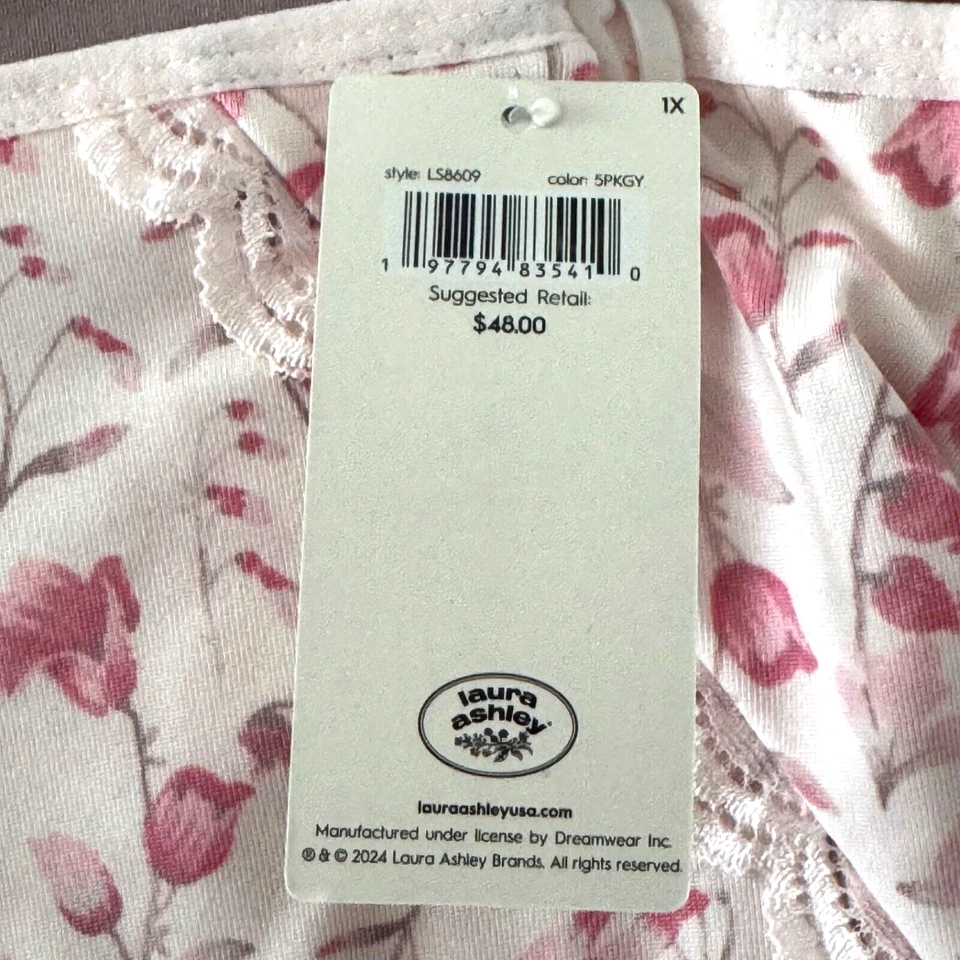 1X
style: LS8609 color: 5PKGY
1 97794 83541 0
Suggested Retail:
$48.00
laura
ashley®
lauraashleyusa.com
Manufactured under license by Dreamwear Inc.
® & © 2024 Laura Ashley Brands. All rights reserved.